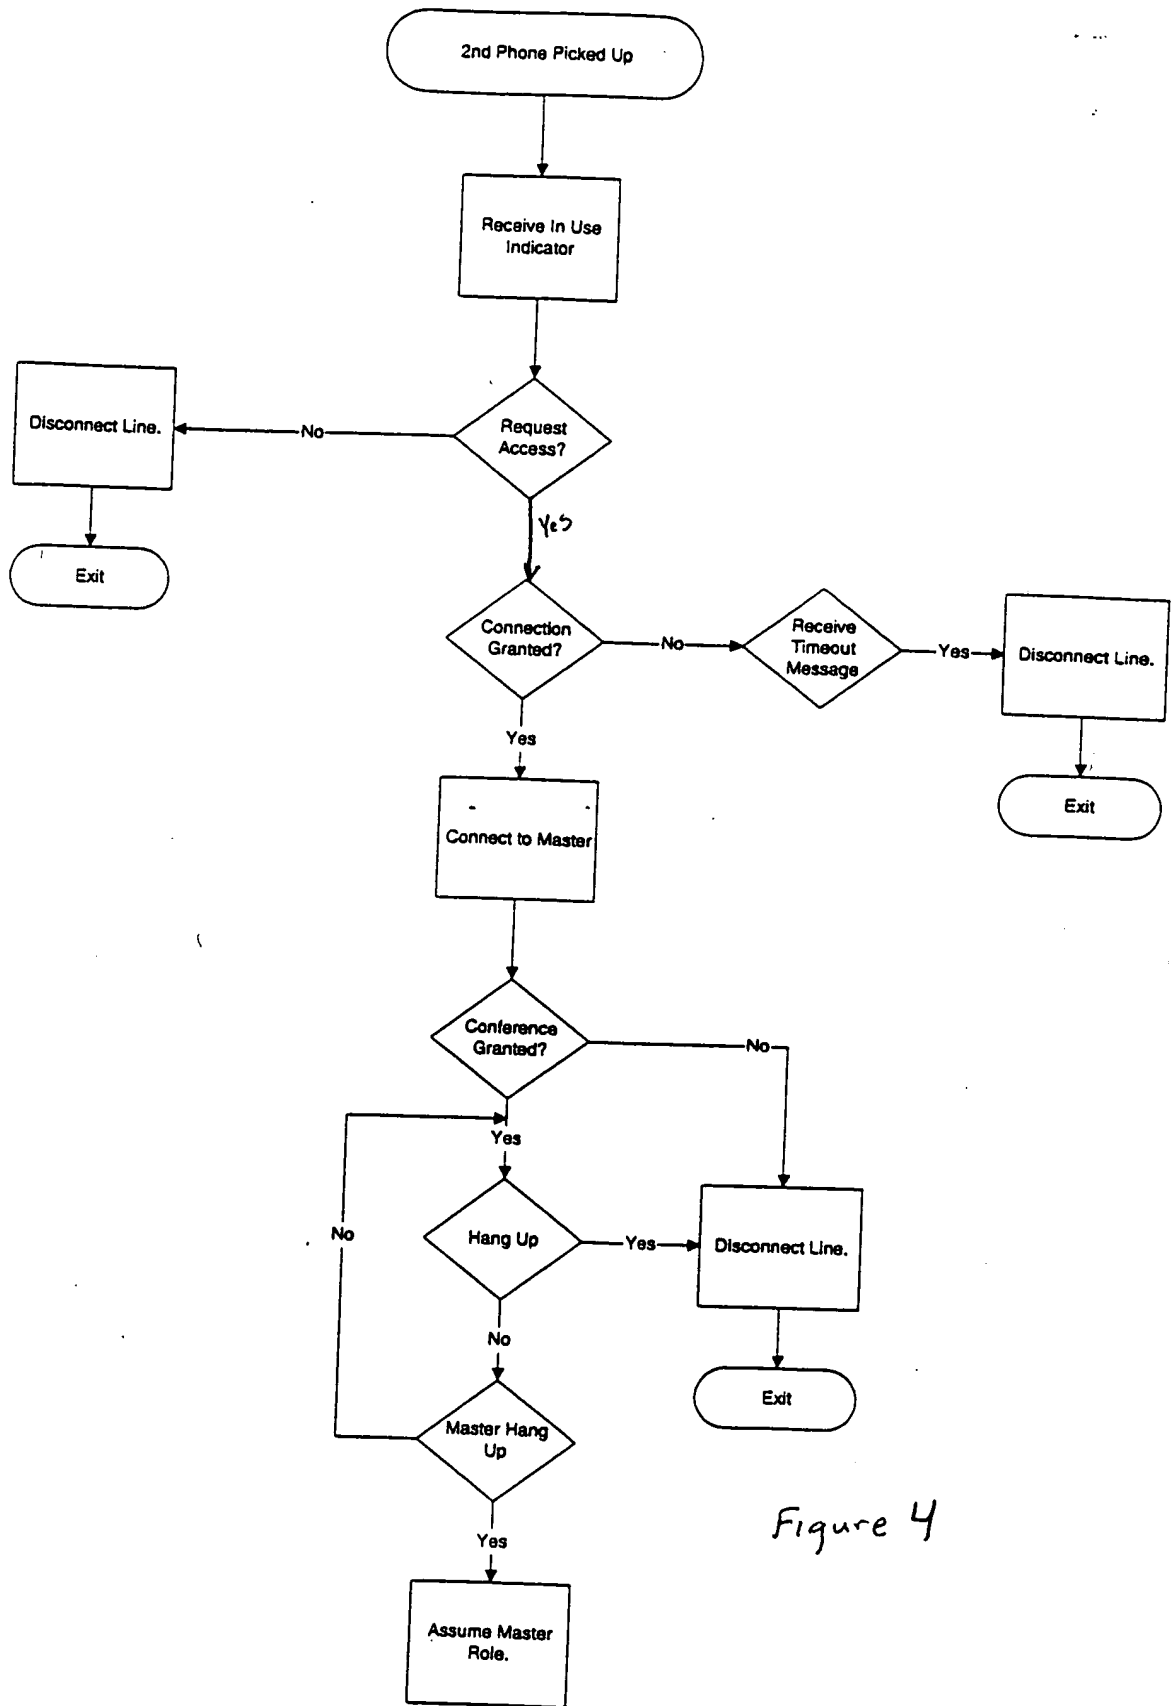 2nd Phone Picked Up
Receive In Use
Indicator
Request
Access?
No
Disconnect Line.
Exit
Yes
Connection
Granted?
No
Receive
Timeout
Message
Yes
Disconnect Line.
Exit
Yes
Connect to Master
Conference
Granted?
No
Yes
Hang Up
Yes
Disconnect Line.
Exit
No
Master Hang
Up
No
Yes
Assume Master
Role.
Figure 4